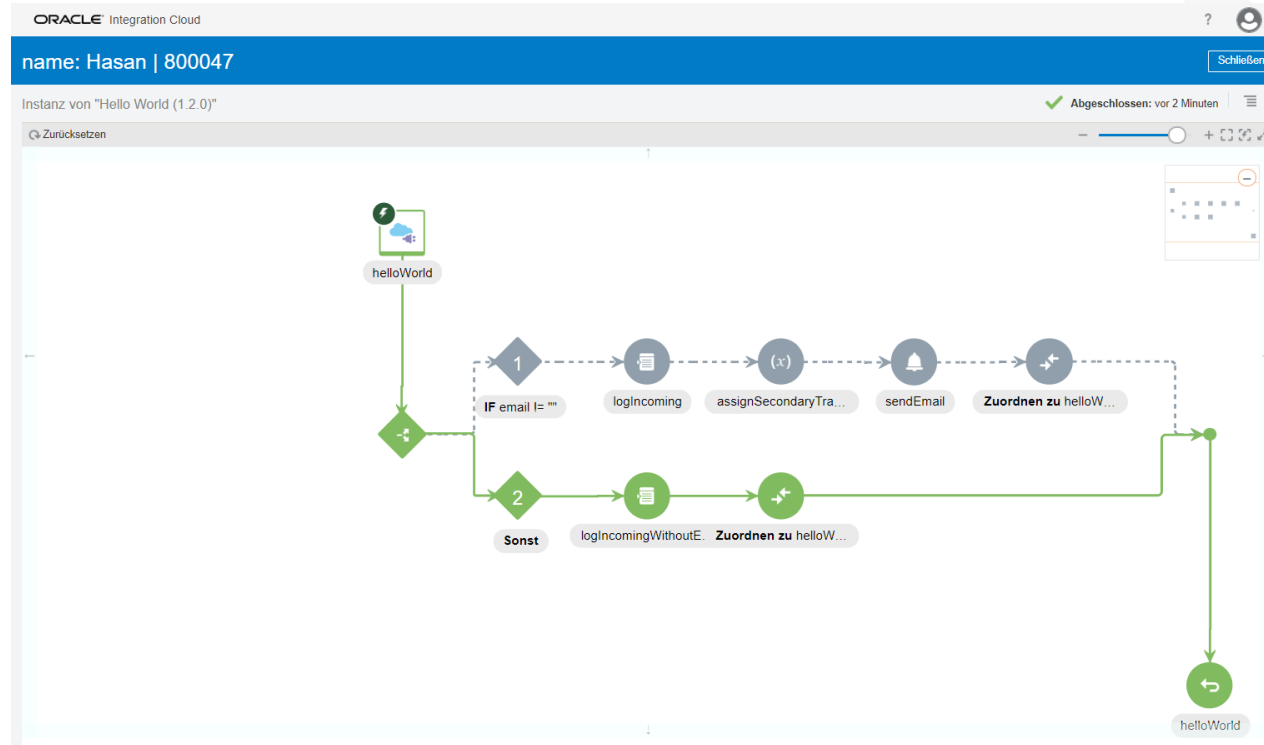 ORACLE Integration Cloud
?
name: Hasan | 800047
Schließen
Instanz von "Hello World (1.2.0)"
Abgeschlossen: vor 2 Minuten
Zurücksetzen
helloWorld
1
(x)
IF email != ""
logIncoming
assignSecondaryTra...
sendEmail
Zuordnen zu helloW...
2
Sonst
logIncomingWithoutE.
Zuordnen zu helloW...
helloWorld